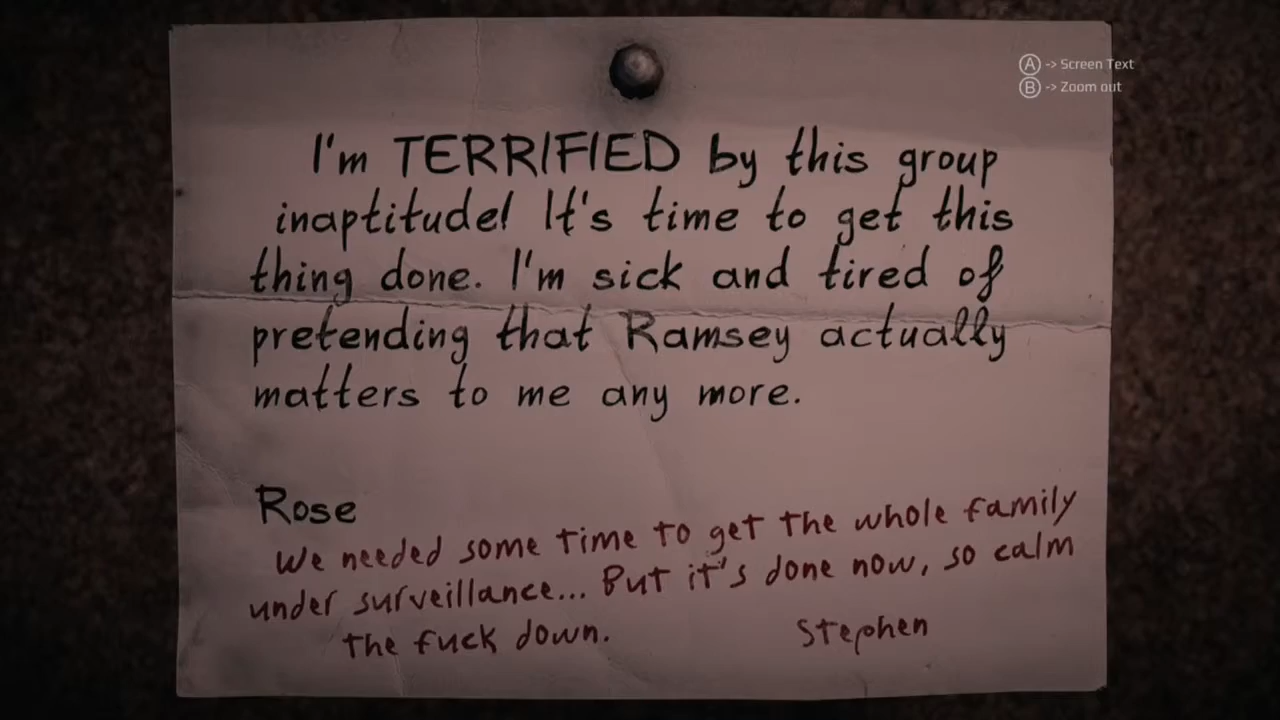 Ⓐ -> Screen Text
Ⓑ -> Zoom out
I'm TERRIFIED by this group
inaptitude! It's time to get this
thing done. I'm sick and tired of
pretending that Ramsey actually
matters to me any more.
Rose
We needed some time to get the whole family
under surveillance... But it's done now, so calm
the fuck down.
Stephen